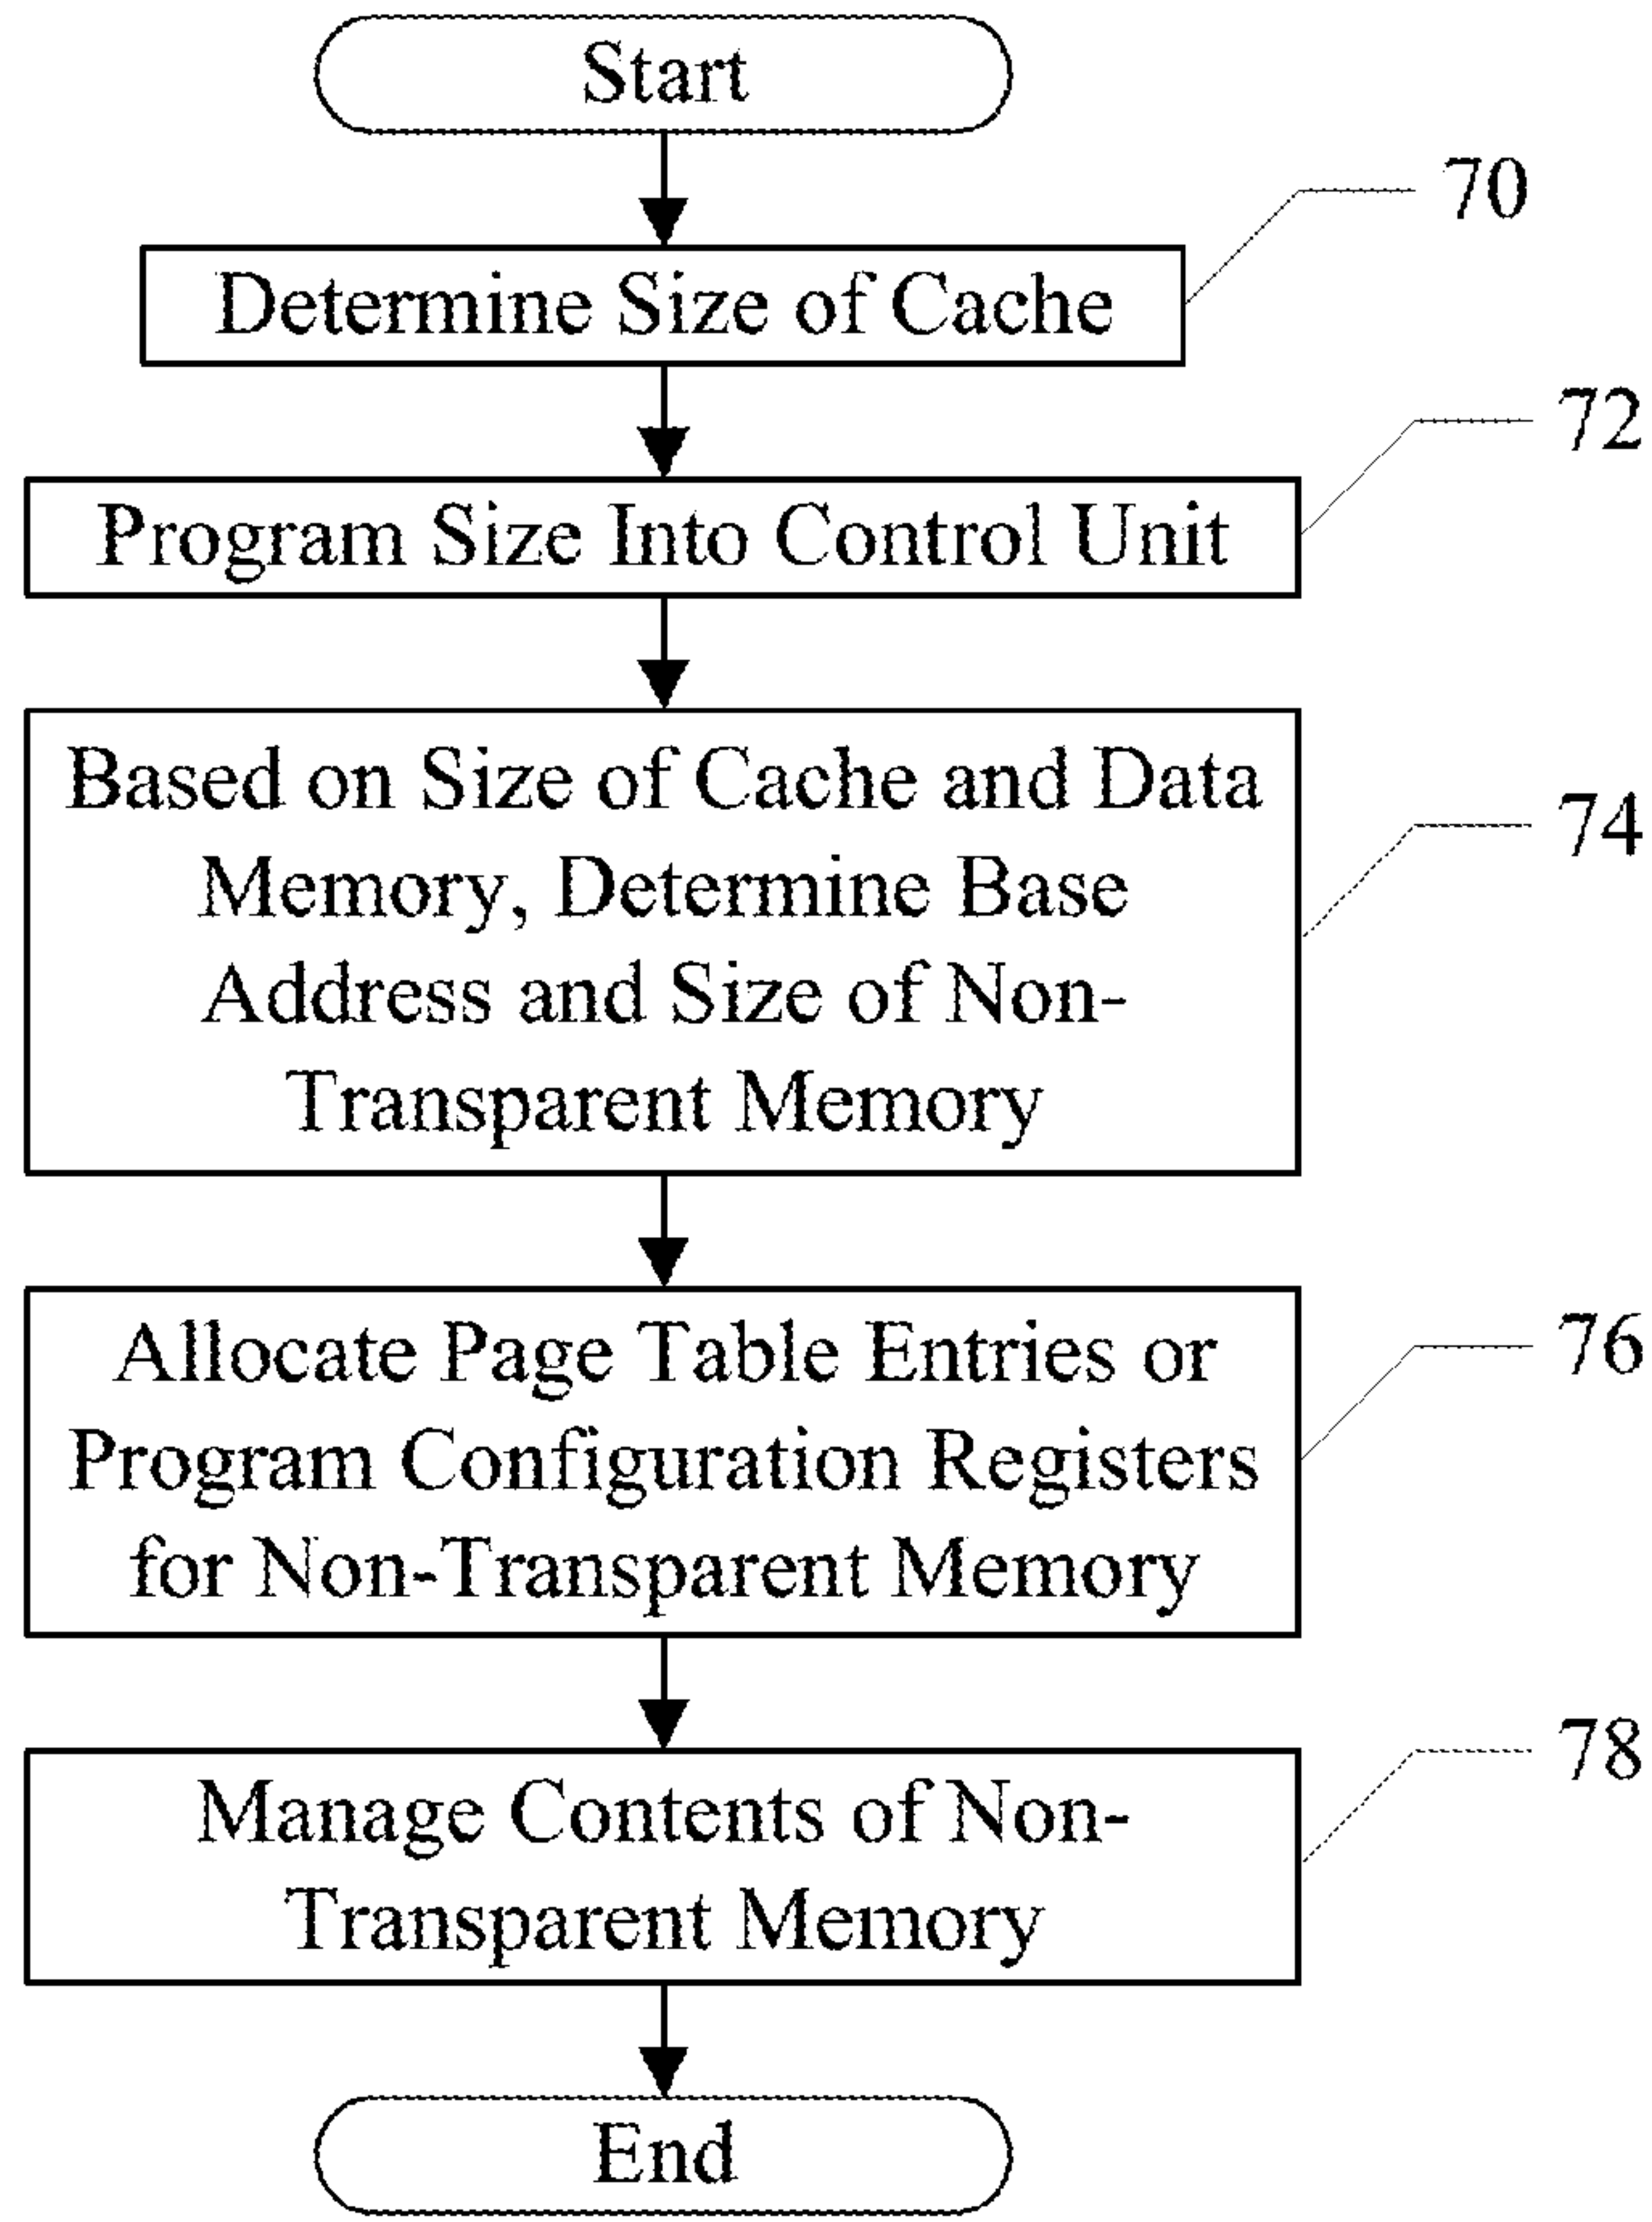 Start
70
Determine Size of Cache
72
Program Size Into Control Unit
74
Based on Size of Cache and Data
Memory, Determine Base
Address and Size of Non-
Transparent Memory
76
Allocate Page Table Entries or
Program Configuration Registers
for Non-Transparent Memory
78
Manage Contents of Non-
Transparent Memory
End